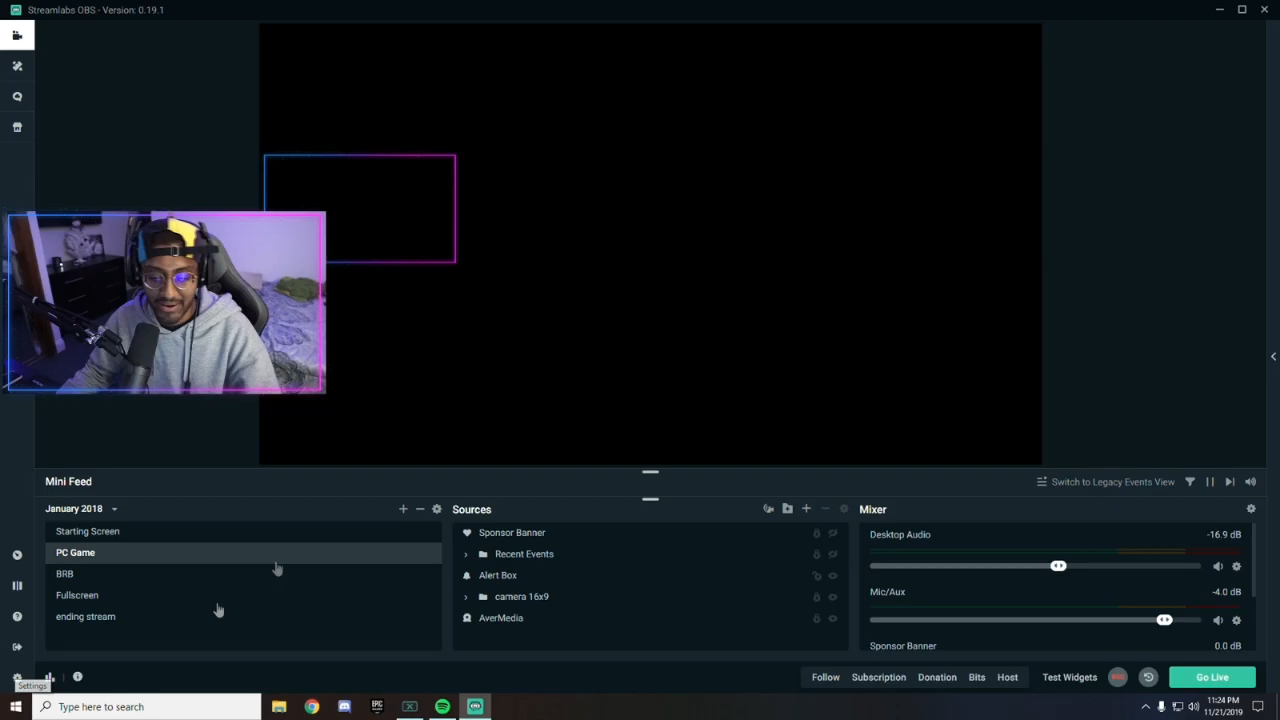 Streamlabs OBS - Version: 0.19.1
Mini Feed
Switch to Legacy Events View
January 2018
Sources
Mixer
Starting Screen
PC Game
BRB
Fullscreen
ending stream
Sponsor Banner
Recent Events
Alert Box
camera 16x9
AverMedia
Desktop Audio
-16.9 dB
Mic/Aux
-4.0 dB
Sponsor Banner
0.0 dB
Settings
Follow
Subscription
Donation
Bits
Host
Test Widgets
REC
Go Live
Type here to search
EPIC
11:24 PM
11/21/2019